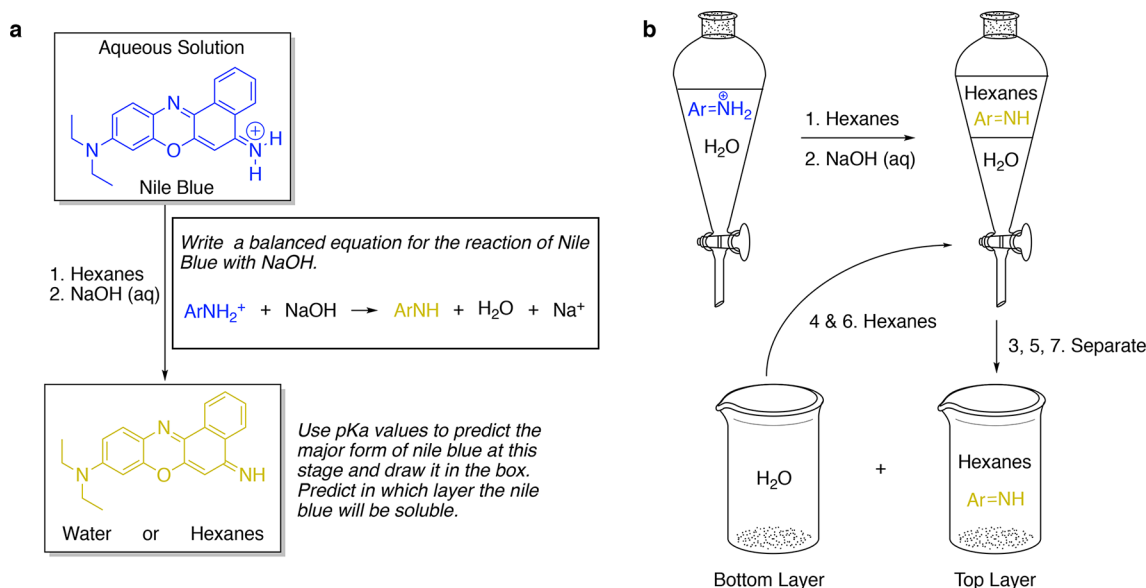 a
Aqueous Solution
N
N
O
N
H
H
Nile Blue
1. Hexanes
2. NaOH (aq)
Write a balanced equation for the reaction of Nile
Blue with NaOH.
ArNH₂⁺ + NaOH → ArNH + H₂O + Na⁺
N
N
O
NH
Water or Hexanes
Use pKa values to predict the
major form of nile blue at this
stage and draw it in the box.
Predict in which layer the nile
blue will be soluble.
b
Ar=NH₂
⊕
H₂O
1. Hexanes
2. NaOH (aq)
Hexanes
Ar=NH
H₂O
4 & 6. Hexanes
3, 5, 7. Separate
H₂O
+
Hexanes
Ar=NH
Bottom Layer
Top Layer